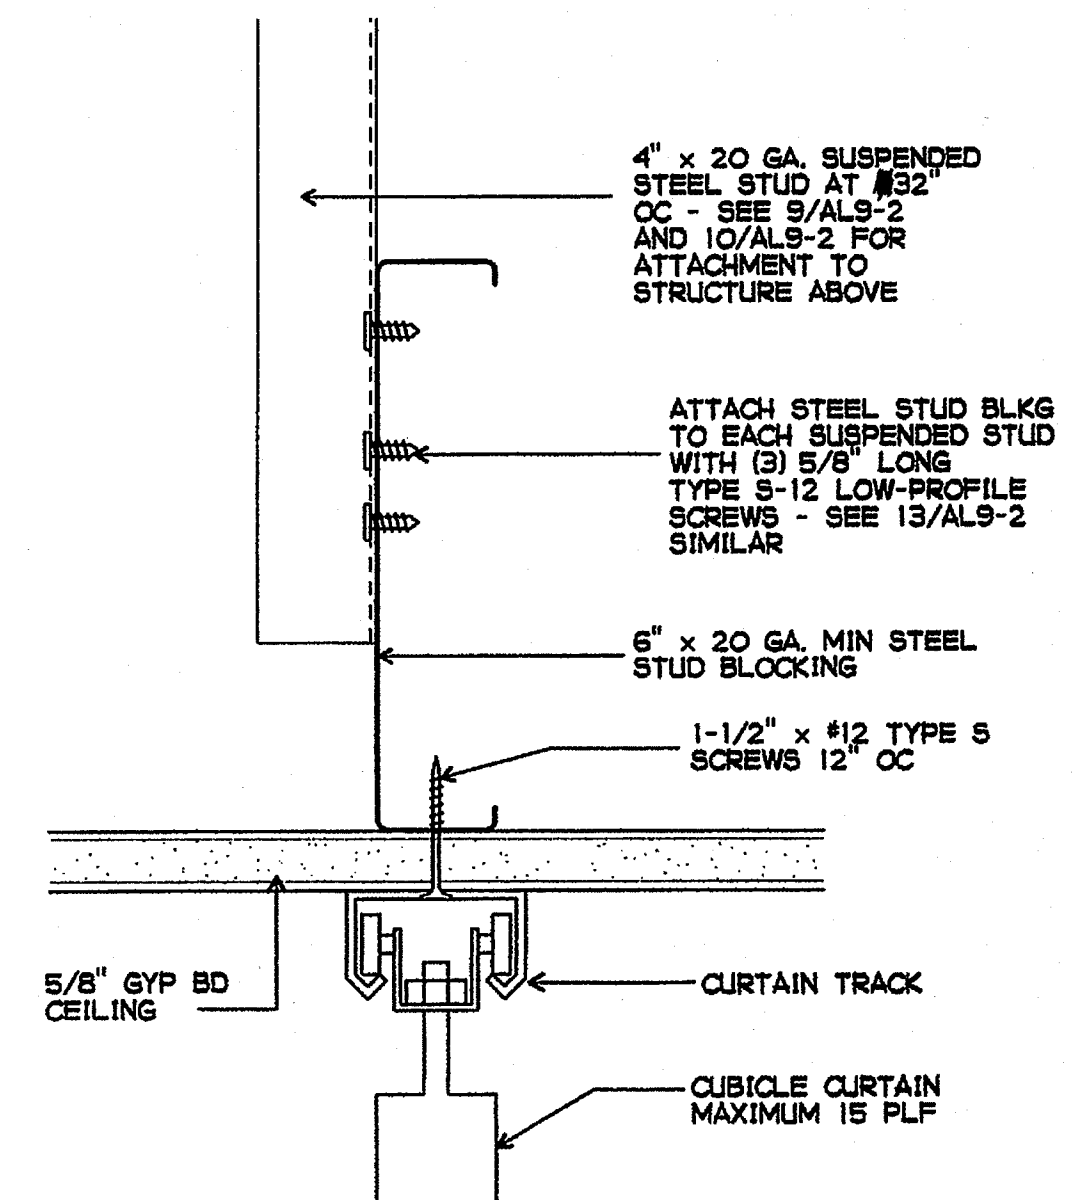 4" x 20 GA. SUSPENDED
STEEL STUD AT 32"
OC - SEE 9/AL9-2
AND 10/AL9-2 FOR
ATTACHMENT TO
STRUCTURE ABOVE
ATTACH STEEL STUD BLKG
TO EACH SUSPENDED STUD
WITH (3) 5/8" LONG
TYPE S-12 LOW-PROFILE
SCREWS - SEE 13/AL9-2
SIMILAR
6" x 20 GA. MIN STEEL
STUD BLOCKING
1-1/2" x #12 TYPE S
SCREWS 12" OC
5/8" GYP BD
CEILING
CURTAIN TRACK
CUBICLE CURTAIN
MAXIMUM 15 PLF